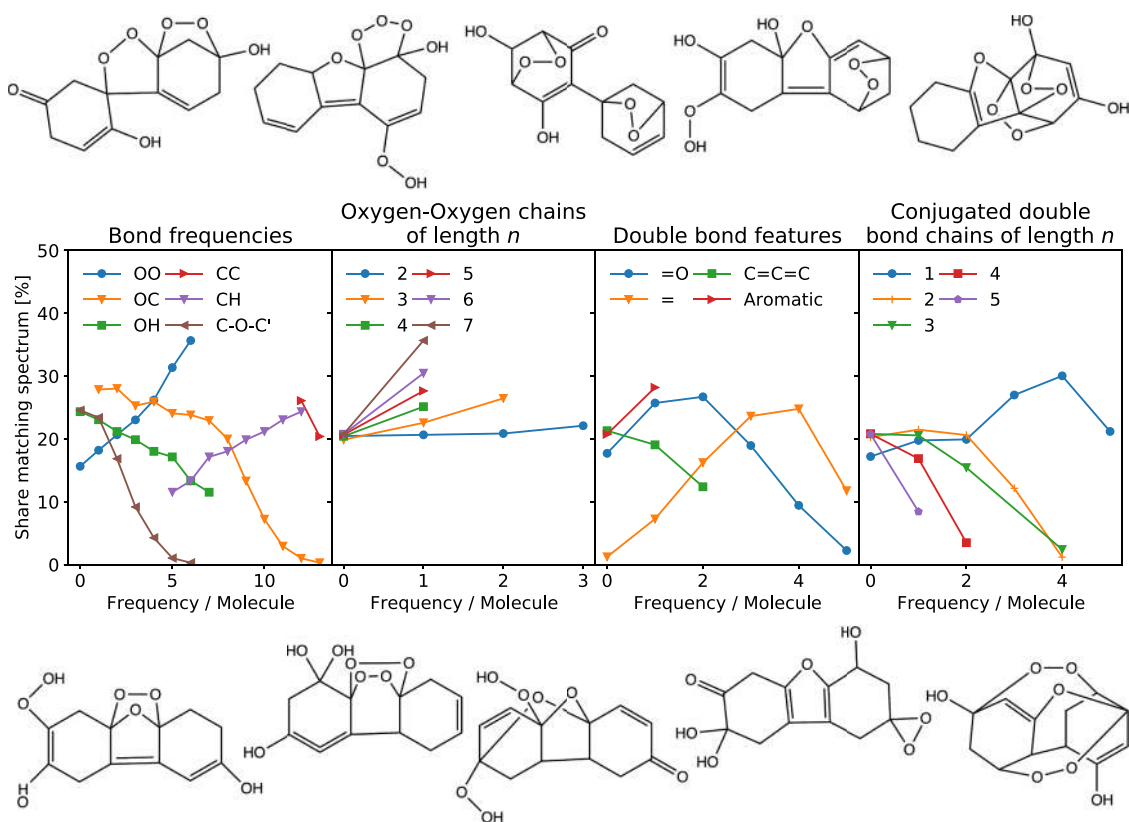 O O
O
O
OH
O
OH
O O O
OH
O
O
OH
HO
O
O O
O
O
OH
HO
O
HO
O
O
O
OH
HO
O
O O
O
OH
O
Bond frequencies
Oxygen-Oxygen chains
of length n
Double bond features
Conjugated double
bond chains of length n
Share matching spectrum [%]
50
40
30
20
10
0
OO
OC
OH
CC
CH
C-O-C'
2
3
4
5
6
7
=O
=
C=C=C
Aromatic
1
2
3
4
5
0 5 10
0 1 2 3
0 2 4
0 2 4
Frequency / Molecule
Frequency / Molecule
Frequency / Molecule
Frequency / Molecule
OH
O
O O
O
H
O
OH
HO
OH
O
O O
HO
HO
O
O
O
O
O
OH
HO
O
O
HO
HO
O
O
O O
HO
O
O O
OH